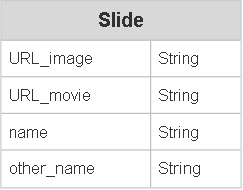 Slide
URL_image String
URL_movie String
name String
other_name String